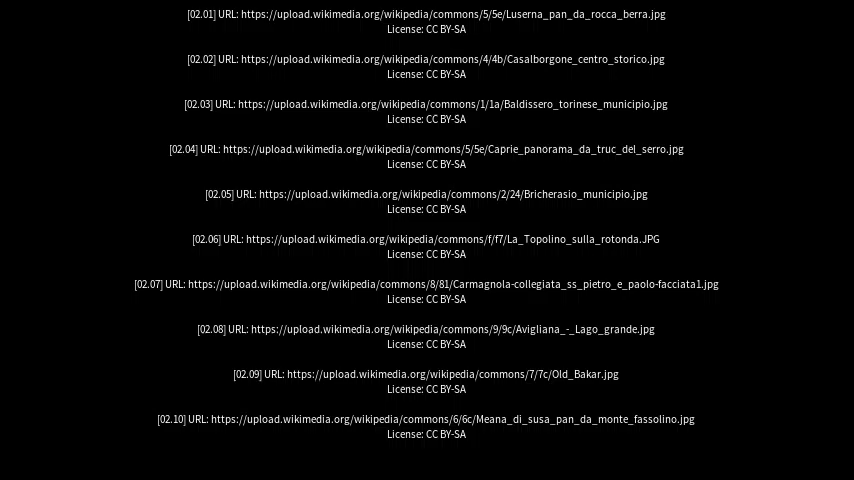 [02.01] URL: https://upload.wikimedia.org/wikipedia/commons/5/5e/Luserna_pan_da_rocca_berra.jpg
License: CC BY-SA
[02.02] URL: https://upload.wikimedia.org/wikipedia/commons/4/4b/Casalborgone_centro_storico.jpg
License: CC BY-SA
[02.03] URL: https://upload.wikimedia.org/wikipedia/commons/1/1a/Baldissero_torinese_municipio.jpg
License: CC BY-SA
[02.04] URL: https://upload.wikimedia.org/wikipedia/commons/5/5e/Caprie_panorama_da_truc_del_serro.jpg
License: CC BY-SA
[02.05] URL: https://upload.wikimedia.org/wikipedia/commons/2/24/Bricherasio_municipio.jpg
License: CC BY-SA
[02.06] URL: https://upload.wikimedia.org/wikipedia/commons/f/f7/La_Topolino_sulla_rotonda.JPG
License: CC BY-SA
[02.07] URL: https://upload.wikimedia.org/wikipedia/commons/8/81/Carmagnola-collegiata_ss_pietro_e_paolo-facciata1.jpg
License: CC BY-SA
[02.08] URL: https://upload.wikimedia.org/wikipedia/commons/9/9c/Avigliana_-_Lago_grande.jpg
License: CC BY-SA
[02.09] URL: https://upload.wikimedia.org/wikipedia/commons/7/7c/Old_Bakar.jpg
License: CC BY-SA
[02.10] URL: https://upload.wikimedia.org/wikipedia/commons/6/6c/Meana_di_susa_pan_da_monte_fassolino.jpg
License: CC BY-SA